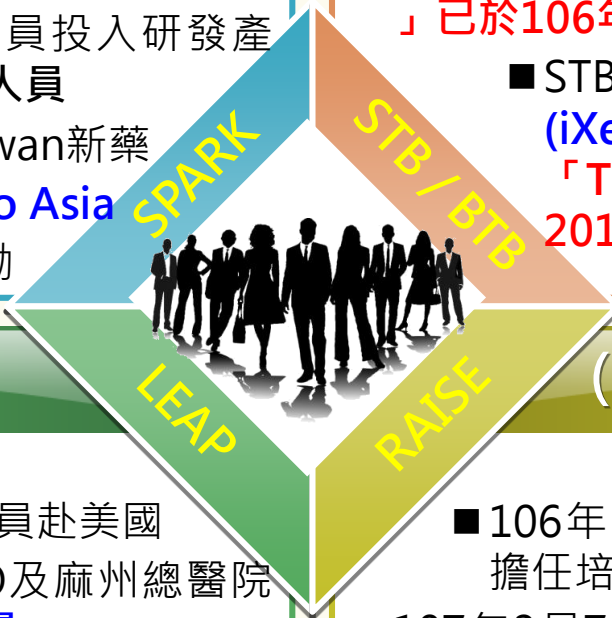 員投入研發產
人員
wan新藥
o Asia
動
」已於106年
■STB
(iXe
「T
201
SPARK
STB / BTB
LEAP
RAISE
(
員赴美國
及麻州總醫院
■106年
擔任培